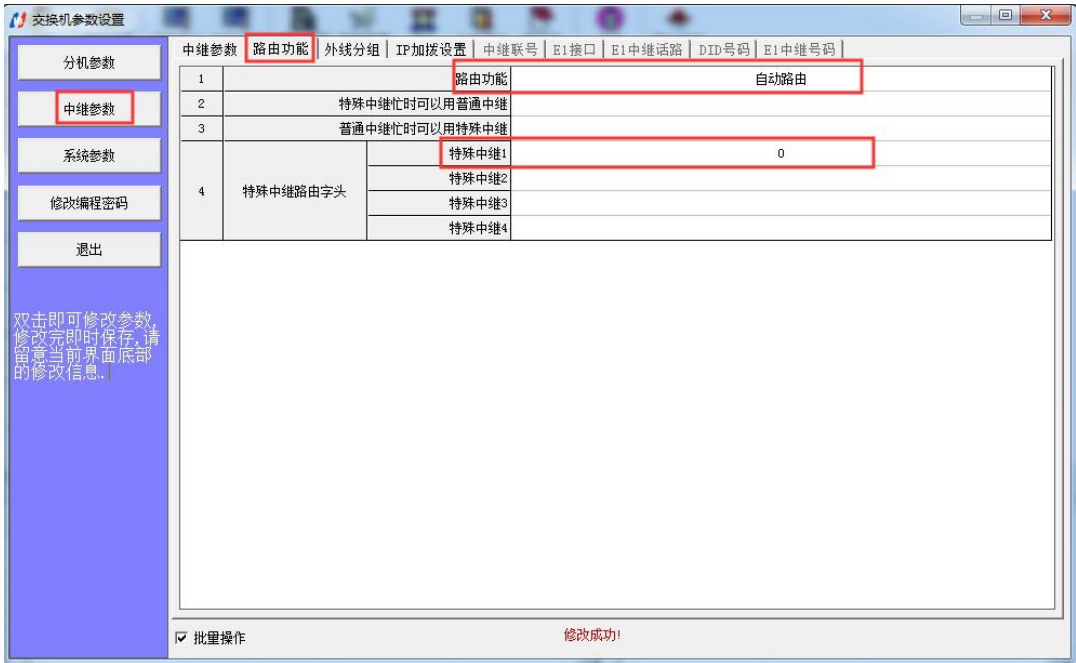 交换机参数设置
分机参数
中继参数
系统参数
修改编程密码
退出
双击即可修改参数,
修改完即时保存,请
留意当前界面底部
的修改信息.
中继参数 路由功能 外线分组 IP加拨设置 中继联号 E1接口 E1中继话路 DID号码 E1中继号码
1 路由功能 自动路由
2 特殊中继忙时可以用普通中继
3 普通中继忙时可以用特殊中继
4 特殊中继路由字头 特殊中继1 0
特殊中继2
特殊中继3
特殊中继4
批量操作 修改成功!